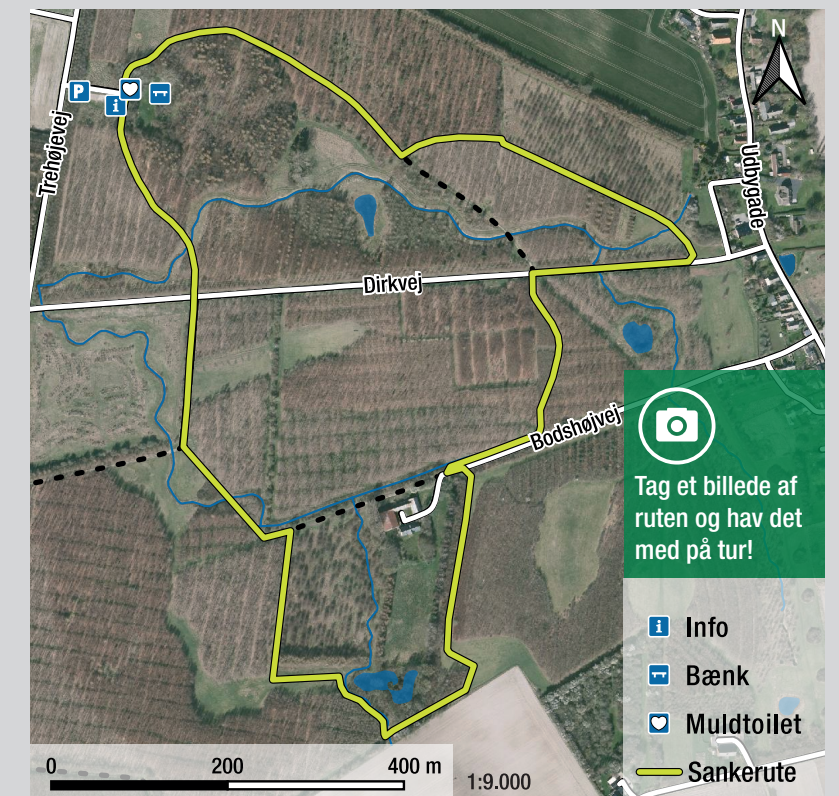 N
P
i
Trehøjevej
Udbygade
Dirkvej
Bodshøjvej
Tag et billede af
ruten og hav det
med på tur!
i Info
Bænk
Muldtoilet
Sankerute
0 200 400 m
1:9.000